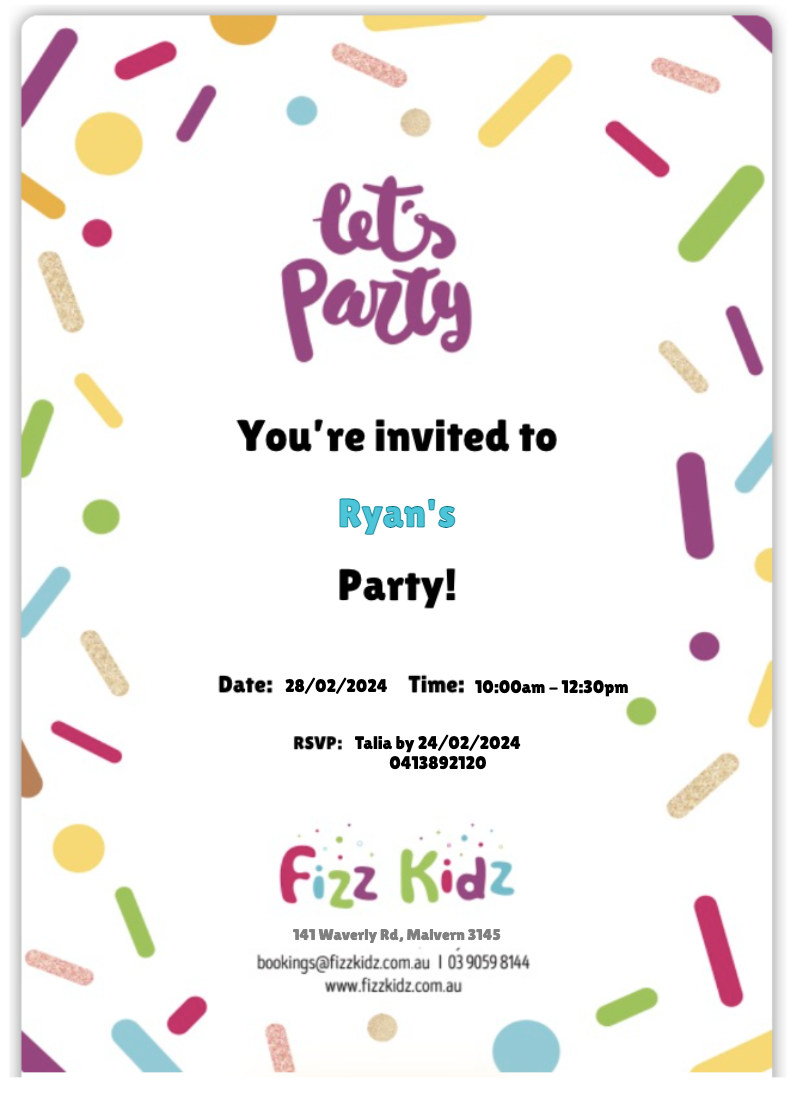 let's
Party
You're invited to
Ryan's
Party!
Date: 28/02/2024 Time: 10:00am – 12:30pm
RSVP: Talia by 24/02/2024
0413892120
Fizz Kidz
141 Waverly Rd, Malvern 3145
bookings@fizzkidz.com.au | 03 9059 8144
www.fizzkidz.com.au